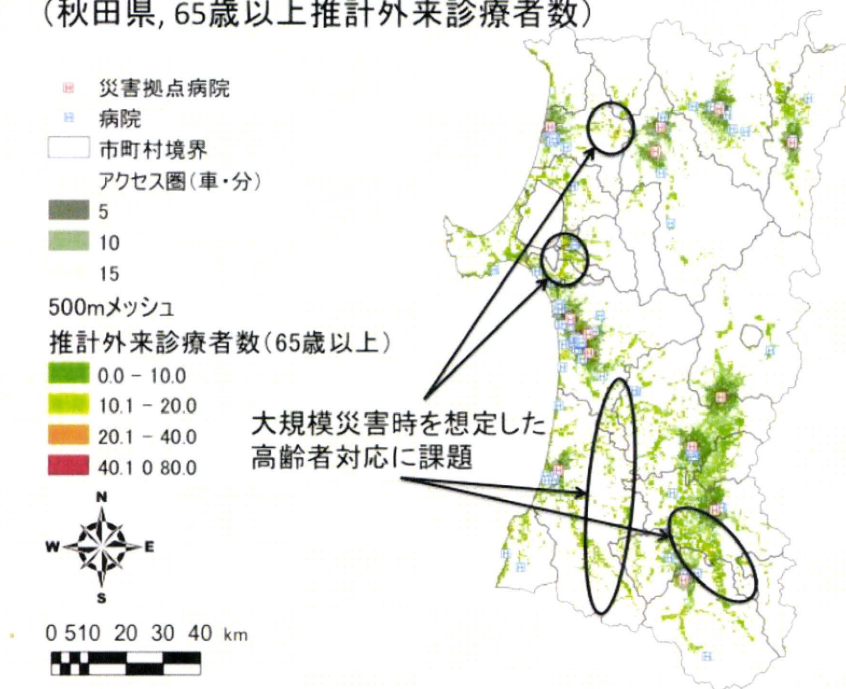 (秋田県, 65歳以上推計外来診療者数)
災害拠点病院
病院
市町村境界
アクセス圏(車・分)
5
10
15
500mメッシュ
推計外来診療者数(65歳以上)
0.0 - 10.0
10.1 - 20.0
20.1 - 40.0
40.1 0 80.0
大規模災害時を想定した
高齢者対応に課題
N
W E
S
0 510 20 30 40 km